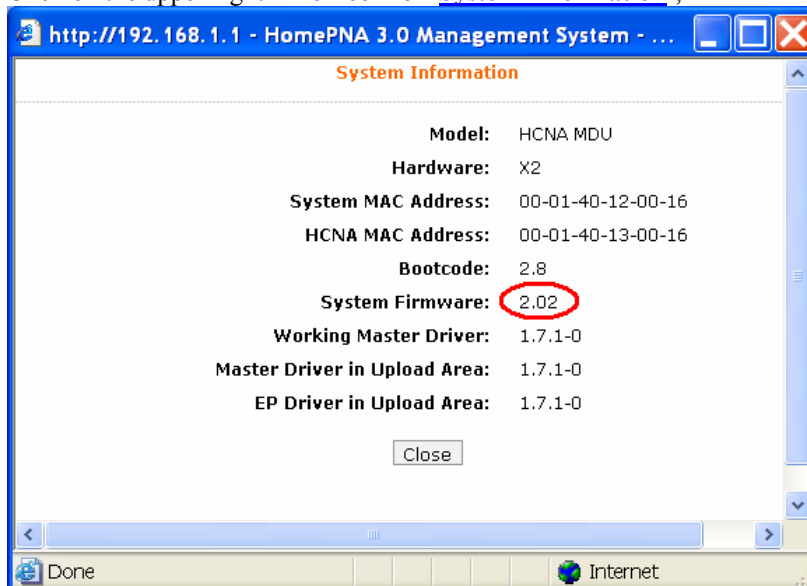 http://192.168.1.1 - HomePNA 3.0 Management System - ...
System Information
Model: HCNA MDU
Hardware: X2
System MAC Address: 00-01-40-12-00-16
HCNA MAC Address: 00-01-40-13-00-16
Bootcode: 2.8
System Firmware: 2.02
Working Master Driver: 1.7.1-0
Master Driver in Upload Area: 1.7.1-0
EP Driver in Upload Area: 1.7.1-0
Close
Done Internet